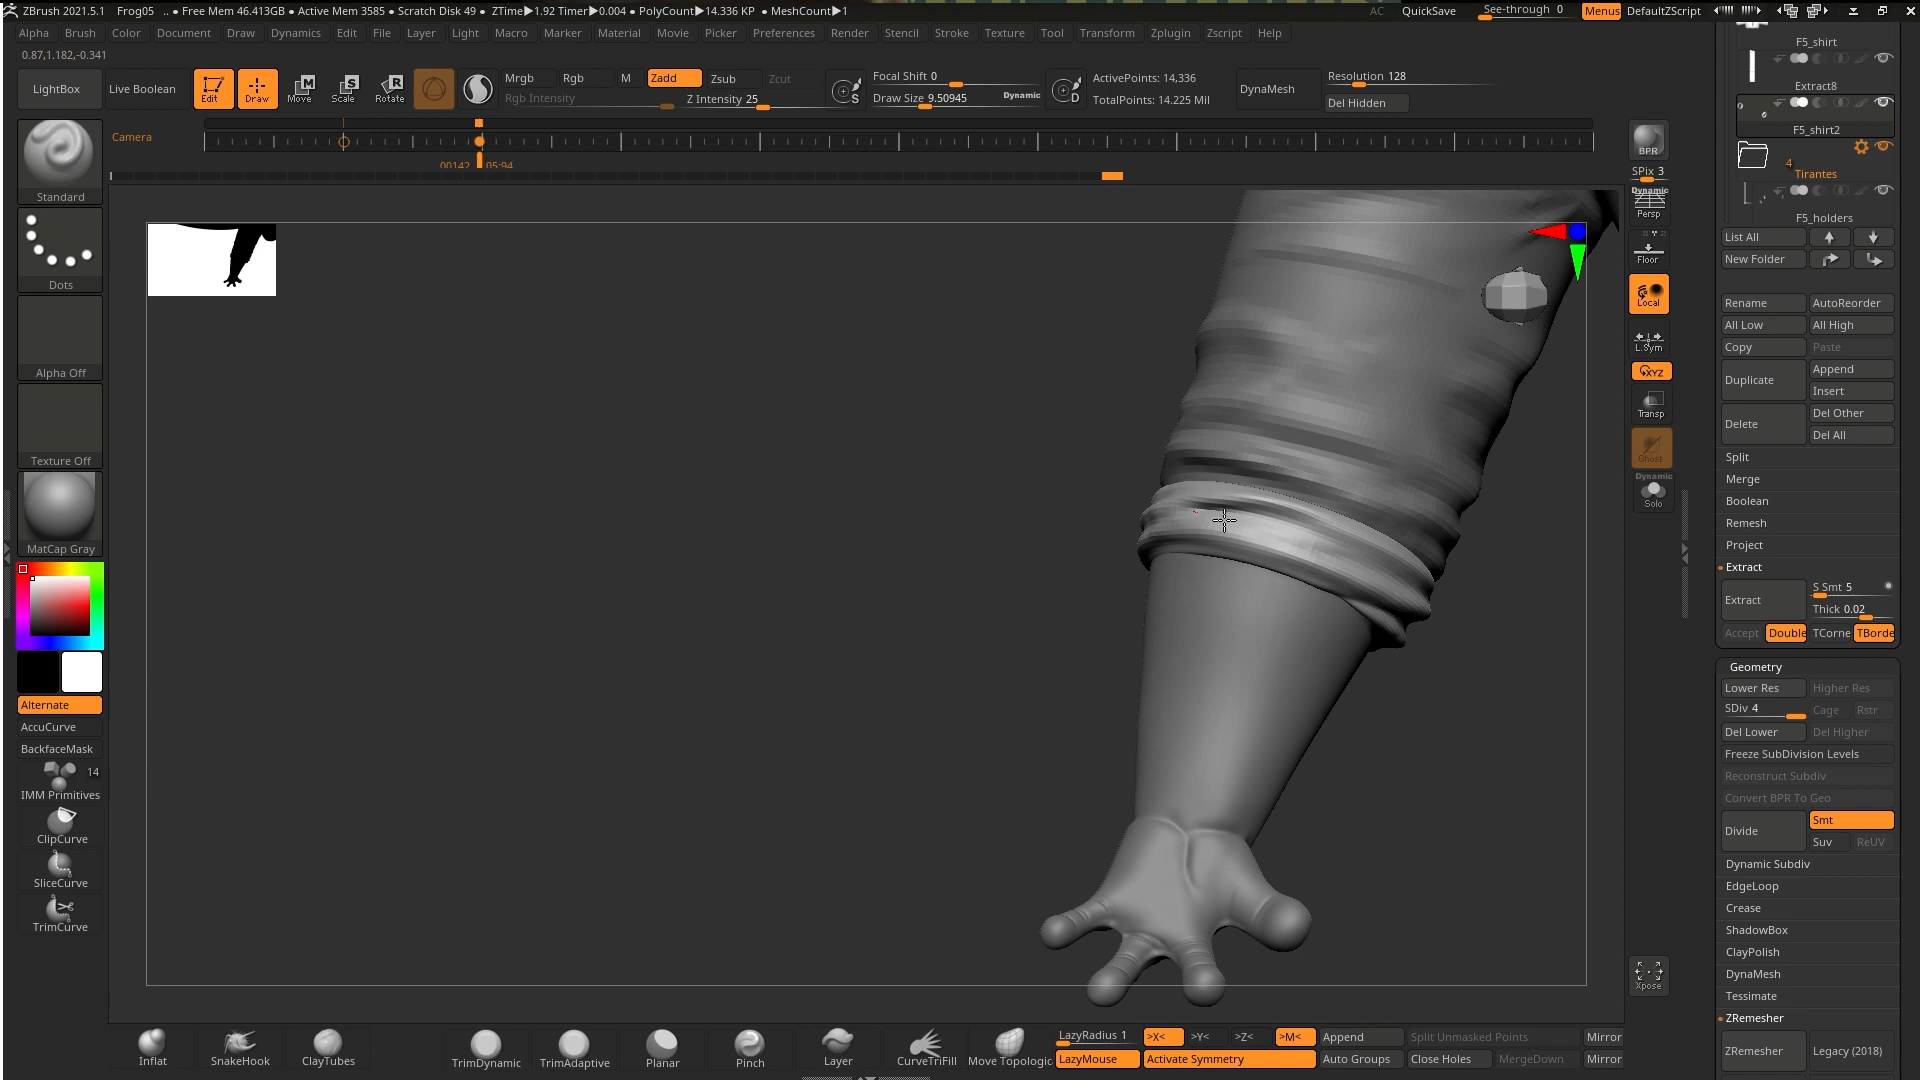 ZBrush 2021.5.1 Frog05 .. • Free Mem 46.413GB • Active Mem 3585 • Scratch Disk 49 • ZTime▶1.92 Timer▶0.004 • PolyCount▶14.336 KP • MeshCount▶1 AC QuickSave See-through 0 Menus DefaultZScript
Alpha Brush Color Document Draw Dynamics Edit File Layer Light Macro Marker Material Movie Picker Preferences Render Stencil Stroke Texture Tool Transform Zplugin Zscript Help
0.87,1.182,-0.341
LightBox Live Boolean Edit Draw Move Scale Rotate
Mrgb Rgb M Zadd Zsub Zcut
Rgb Intensity Z Intensity 25
Focal Shift 0
Draw Size 9.50945 Dynamic
S D
ActivePoints: 14,336
TotalPoints: 14.225 Mil
DynaMesh
Resolution 128
Del Hidden
Camera
00142 05:94
Standard
Dots
Alpha Off
Texture Off
MatCap Gray
Alternate
AccuCurve
BackfaceMask
14
IMM Primitives
ClipCurve
SliceCurve
TrimCurve
BPR
SPix 3
Dynamic
Persp
Floor
Local
L.Sym
XYZ
Transp
Ghost
Dynamic
Solo
Xpose
F5_shirt
Extract8
F5_shirt2
4
Tirantes
F5_holders
List All
New Folder
Rename AutoReorder
All Low All High
Copy Paste
Duplicate Append
Insert
Delete Del Other
Del All
Split
Merge
Boolean
Remesh
Project
Extract
Extract S Smt 5
Thick 0.02
Accept Double TCorne TBorde
Geometry
Lower Res Higher Res
SDiv 4 Cage Rstr
Del Lower Del Higher
Freeze SubDivision Levels
Reconstruct Subdiv
Convert BPR To Geo
Divide Smt
Suv ReUV
Dynamic Subdiv
EdgeLoop
Crease
ShadowBox
ClayPolish
DynaMesh
Tessimate
ZRemesher
ZRemesher Legacy (2018)
Inflat SnakeHook ClayTubes TrimDynamic TrimAdaptive Planar Pinch Layer CurveTriFill Move Topologic
LazyRadius 1 >X< >Y< >Z< >M< Append Split Unmasked Points Mirror
LazyMouse Activate Symmetry Auto Groups Close Holes MergeDown Mirror